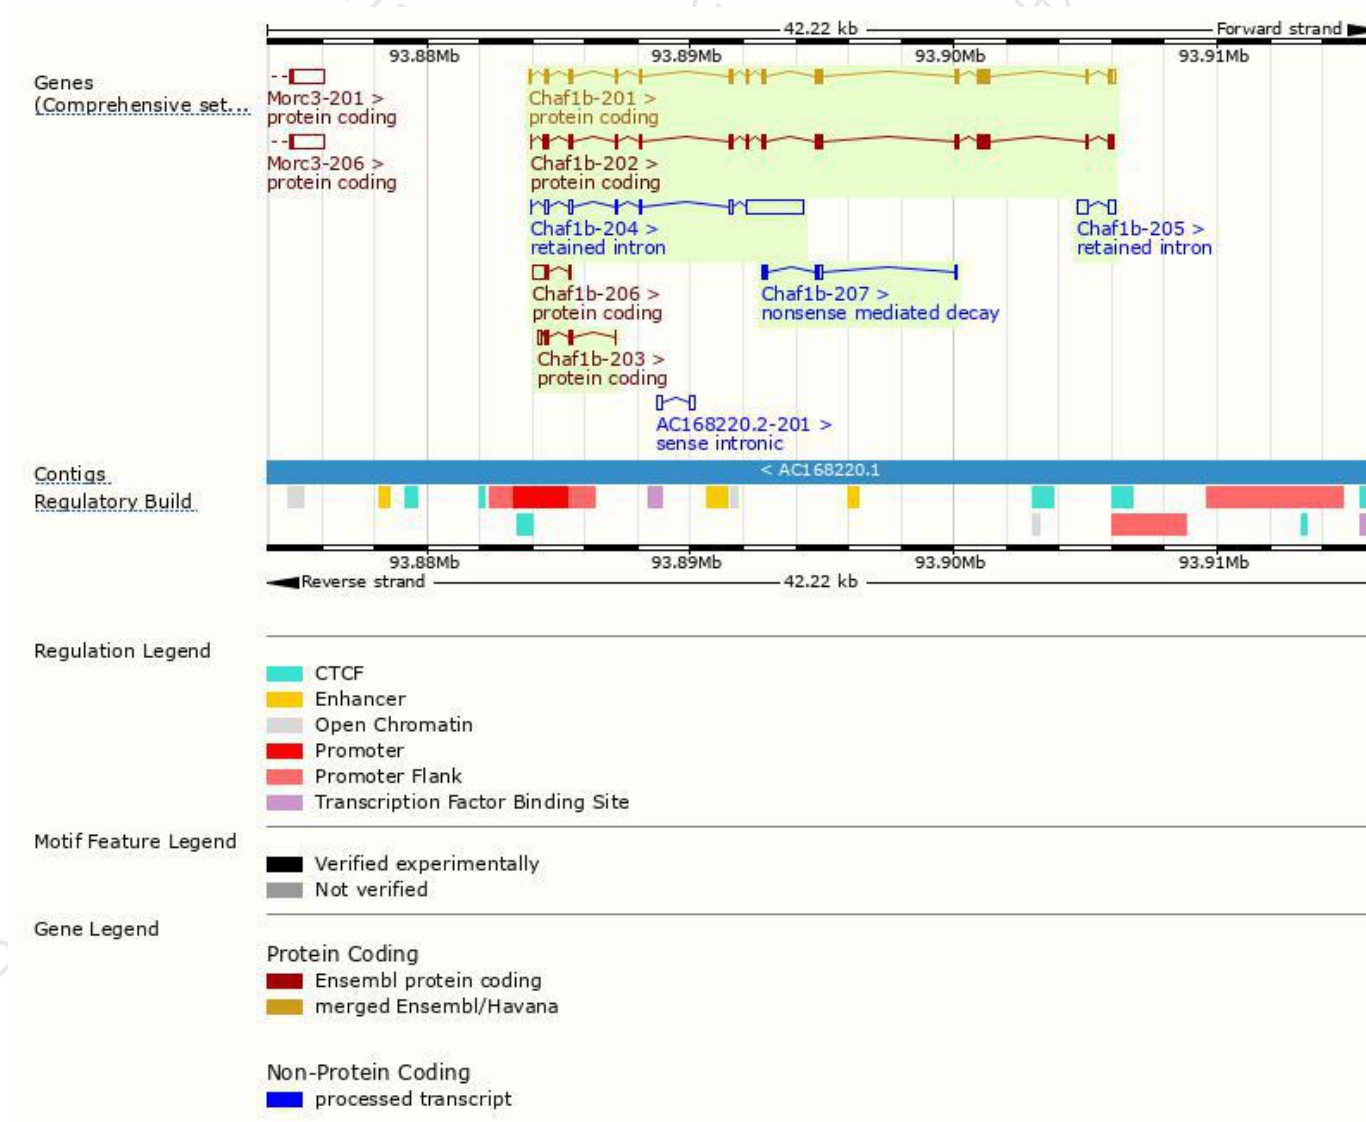 42.22 kb
Forward strand
93.88Mb 93.89Mb 93.90Mb 93.91Mb
Genes
(Comprehensive set...
Morc3-201 >
protein coding
Chaf1b-201 >
protein coding
Morc3-206 >
protein coding
Chaf1b-202 >
protein coding
Chaf1b-204 >
retained intron
Chaf1b-205 >
retained intron
Chaf1b-206 >
protein coding
Chaf1b-207 >
nonsense mediated decay
Chaf1b-203 >
protein coding
AC168220.2-201 >
sense intronic
Contigs
< AC168220.1
Regulatory Build
93.88Mb 93.89Mb 93.90Mb 93.91Mb
Reverse strand
42.22 kb
Regulation Legend
CTCF
Enhancer
Open Chromatin
Promoter
Promoter Flank
Transcription Factor Binding Site
Motif Feature Legend
Verified experimentally
Not verified
Gene Legend
Protein Coding
Ensembl protein coding
merged Ensembl/Havana
Non-Protein Coding
processed transcript